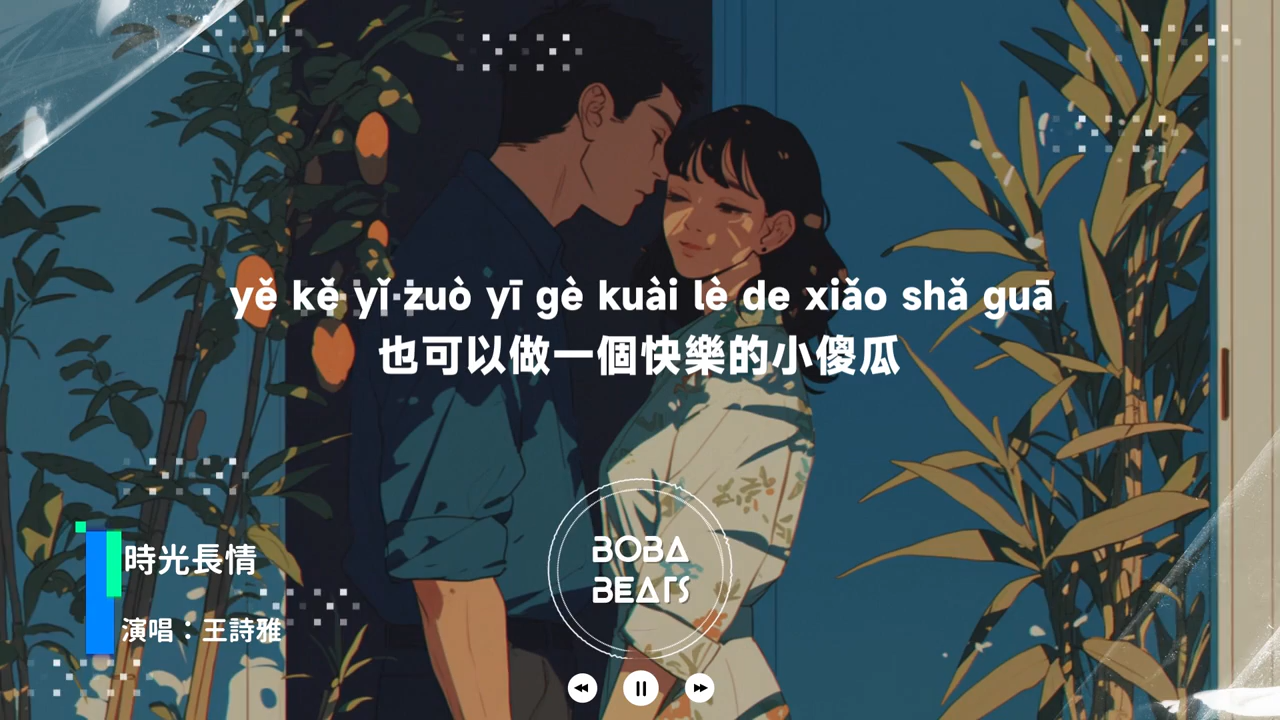 yě kě yǐ zuò yī gè kuài lè de xiǎo shǎ guā
也可以做一個快樂的小傻瓜
時光長情
演唱：王詩雅
BOBA
BEATS